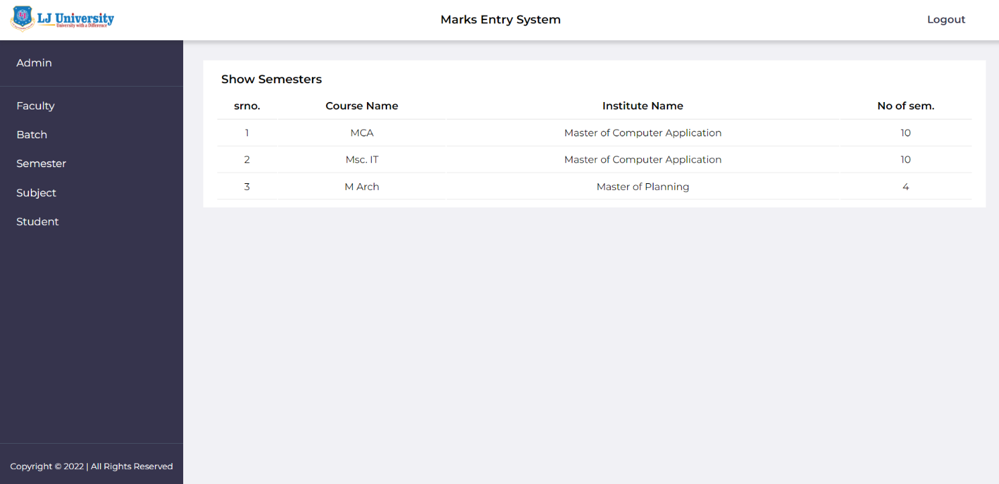 LJ University
University with a Difference
Marks Entry System
Logout
Admin
Faculty
Batch
Semester
Subject
Student
Copyright © 2022 | All Rights Reserved
Show Semesters
srno. Course Name Institute Name No of sem.
1 MCA Master of Computer Application 10
2 Msc. IT Master of Computer Application 10
3 M Arch Master of Planning 4